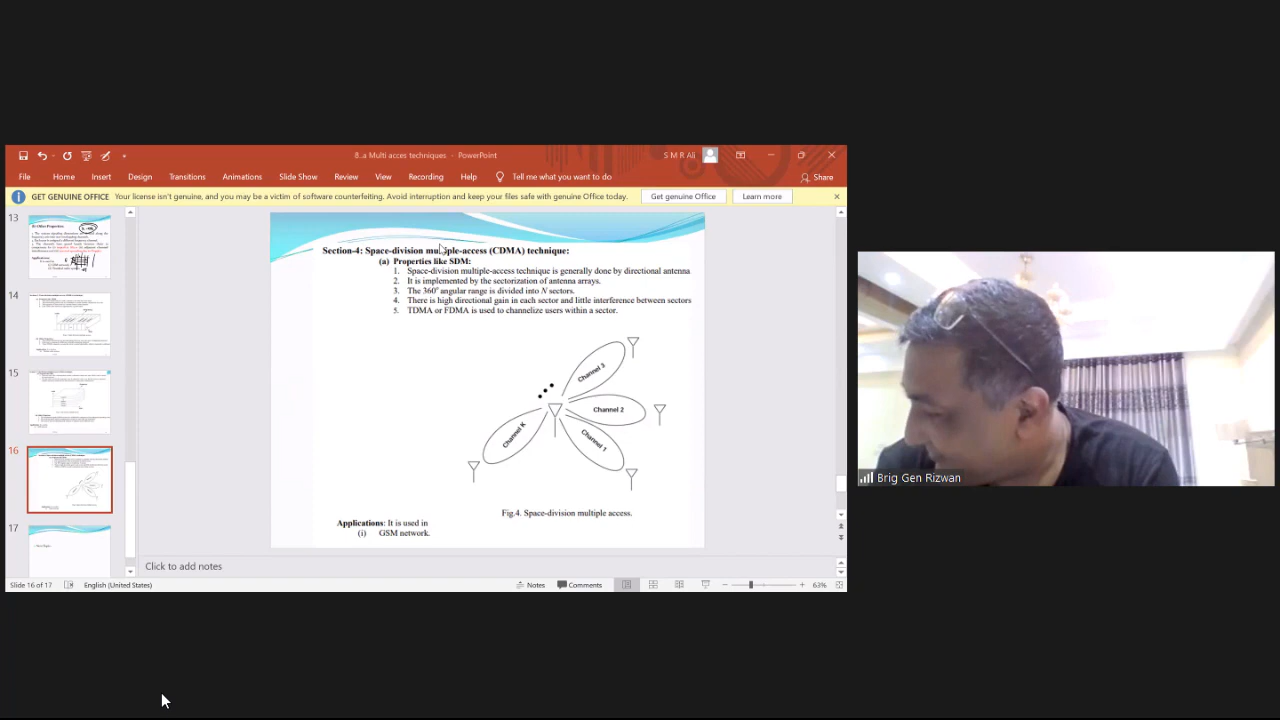 8..a Multi acces techniques - PowerPoint
S M R Ali
File Home Insert Design Transitions Animations Slide Show Review View Recording Help Tell me what you want to do Share
GET GENUINE OFFICE Your license isn't genuine, and you may be a victim of software counterfeiting. Avoid interruption and keep your files safe with genuine Office today. Get genuine Office Learn more
13
14
15
16
17
Section-4: Space-division multiple-access (CDMA) technique:
(a) Properties like SDM:
1. Space-division multiple-access technique is generally done by directional antenna
2. It is implemented by the sectorization of antenna arrays.
3. The 360° angular range is divided into N sectors.
4. There is high directional gain in each sector and little interference between sectors
5. TDMA or FDMA is used to channelize users within a sector.
Channel 3
Channel 2
Channel 1
Channel K
Fig.4. Space-division multiple access.
Applications: It is used in
(i) GSM network.
Click to add notes
Slide 16 of 17 English (United States) Notes Comments 63%
Brig Gen Rizwan